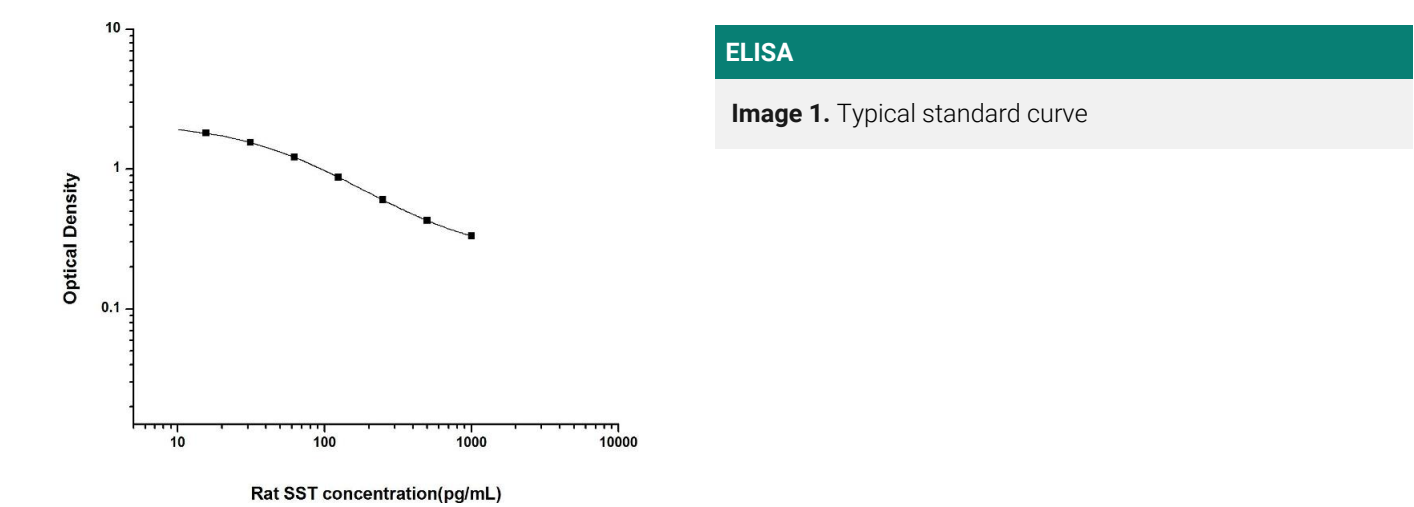 10
1
0.1
Optical Density
10 100 1000 10000
Rat SST concentration(pg/mL)
ELISA
Image 1. Typical standard curve